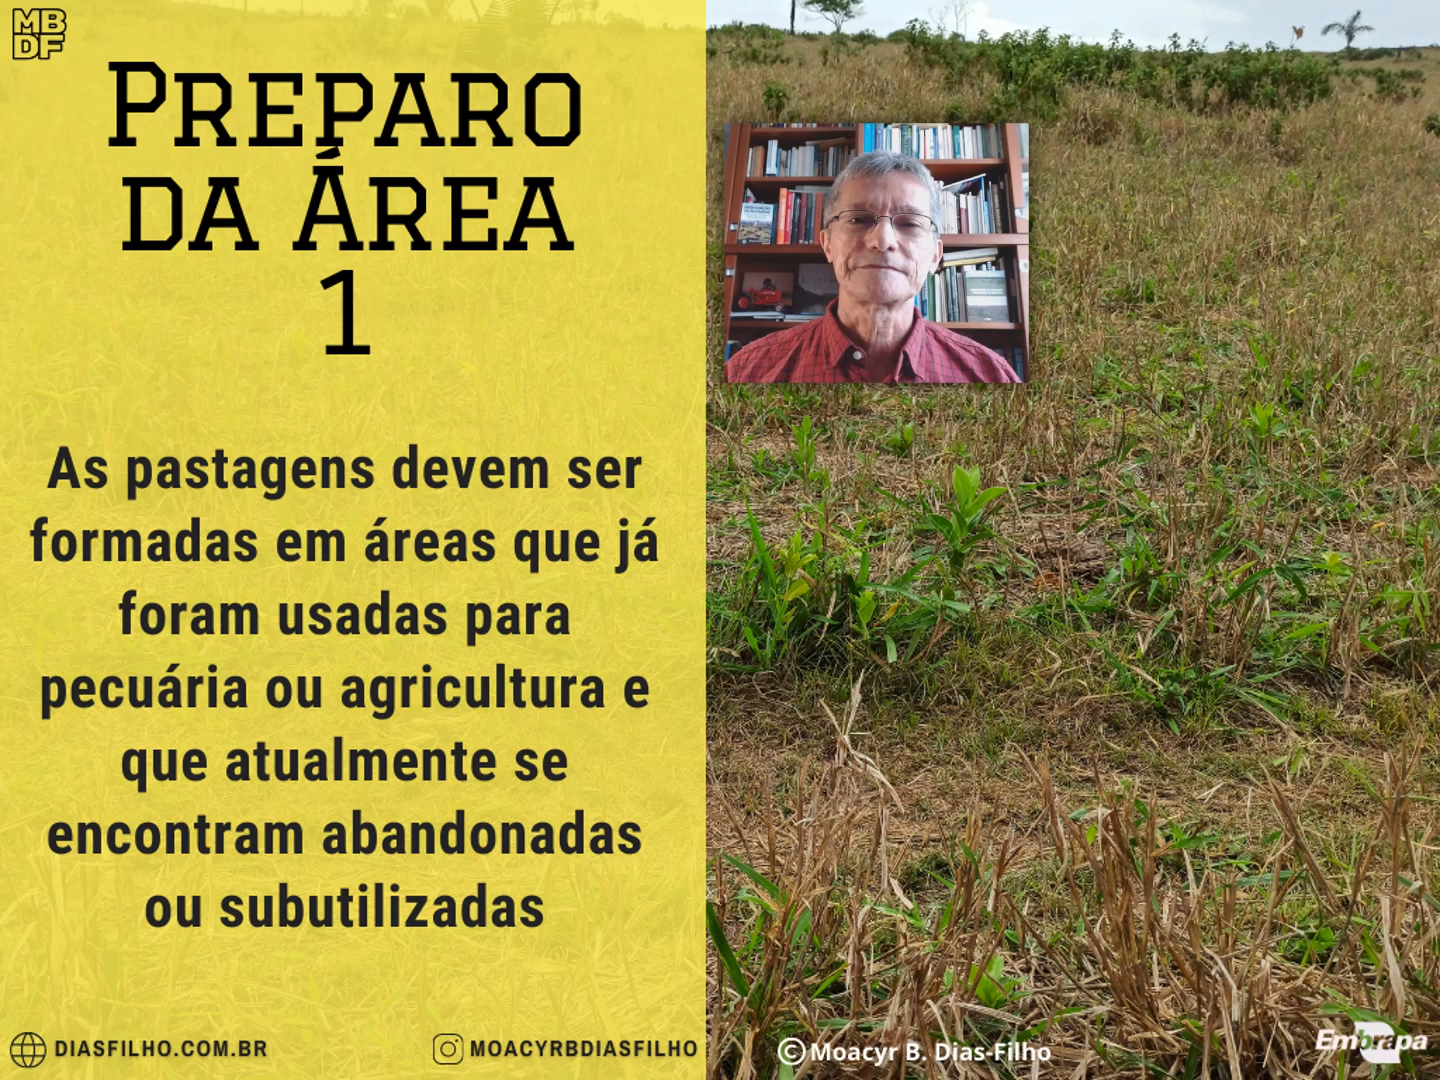 MB
DF
PREPARO
DA ÁREA
1
As pastagens devem ser
formadas em áreas que já
foram usadas para
pecuária ou agricultura e
que atualmente se
encontram abandonadas
ou subutilizadas
DIASFILHO.COM.BR
MOACYRBDIASFILHO
© Moacyr B. Dias-Filho
Embrapa